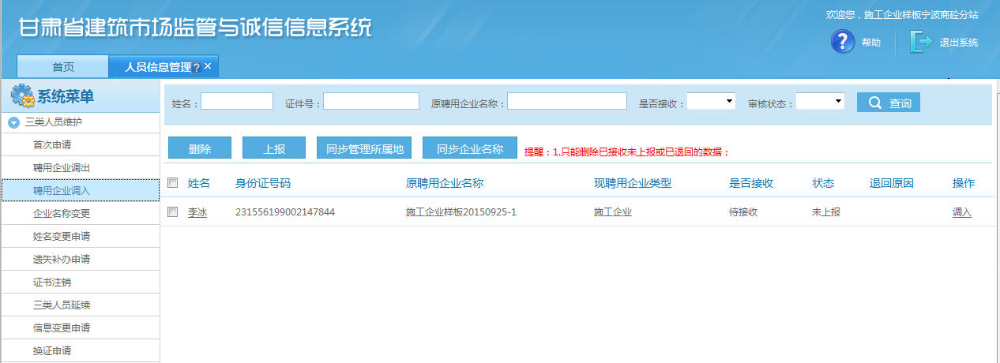 欢迎您，施工企业样板宁波商砼分站
甘肃省建筑市场监管与诚信信息系统
帮助
退出系统
首页
人员信息管理
系统菜单
三类人员维护
首次申请
聘用企业调出
聘用企业调入
企业名称变更
姓名变更申请
遗失补办申请
证书注销
三类人员延续
信息变更申请
换证申请
姓名： 证件号： 原聘用企业名称： 是否接收： 审核状态： 查询
删除 上报 同步管理所属地 同步企业名称 提醒：1.只能删除已接收未上报或已退回的数据；
姓名 身份证号码 原聘用企业名称 现聘用企业类型 是否接收 状态 退回原因 操作
李冰 231556199002147844 施工企业样板20150925-1 施工企业 待接收 未上报 调入